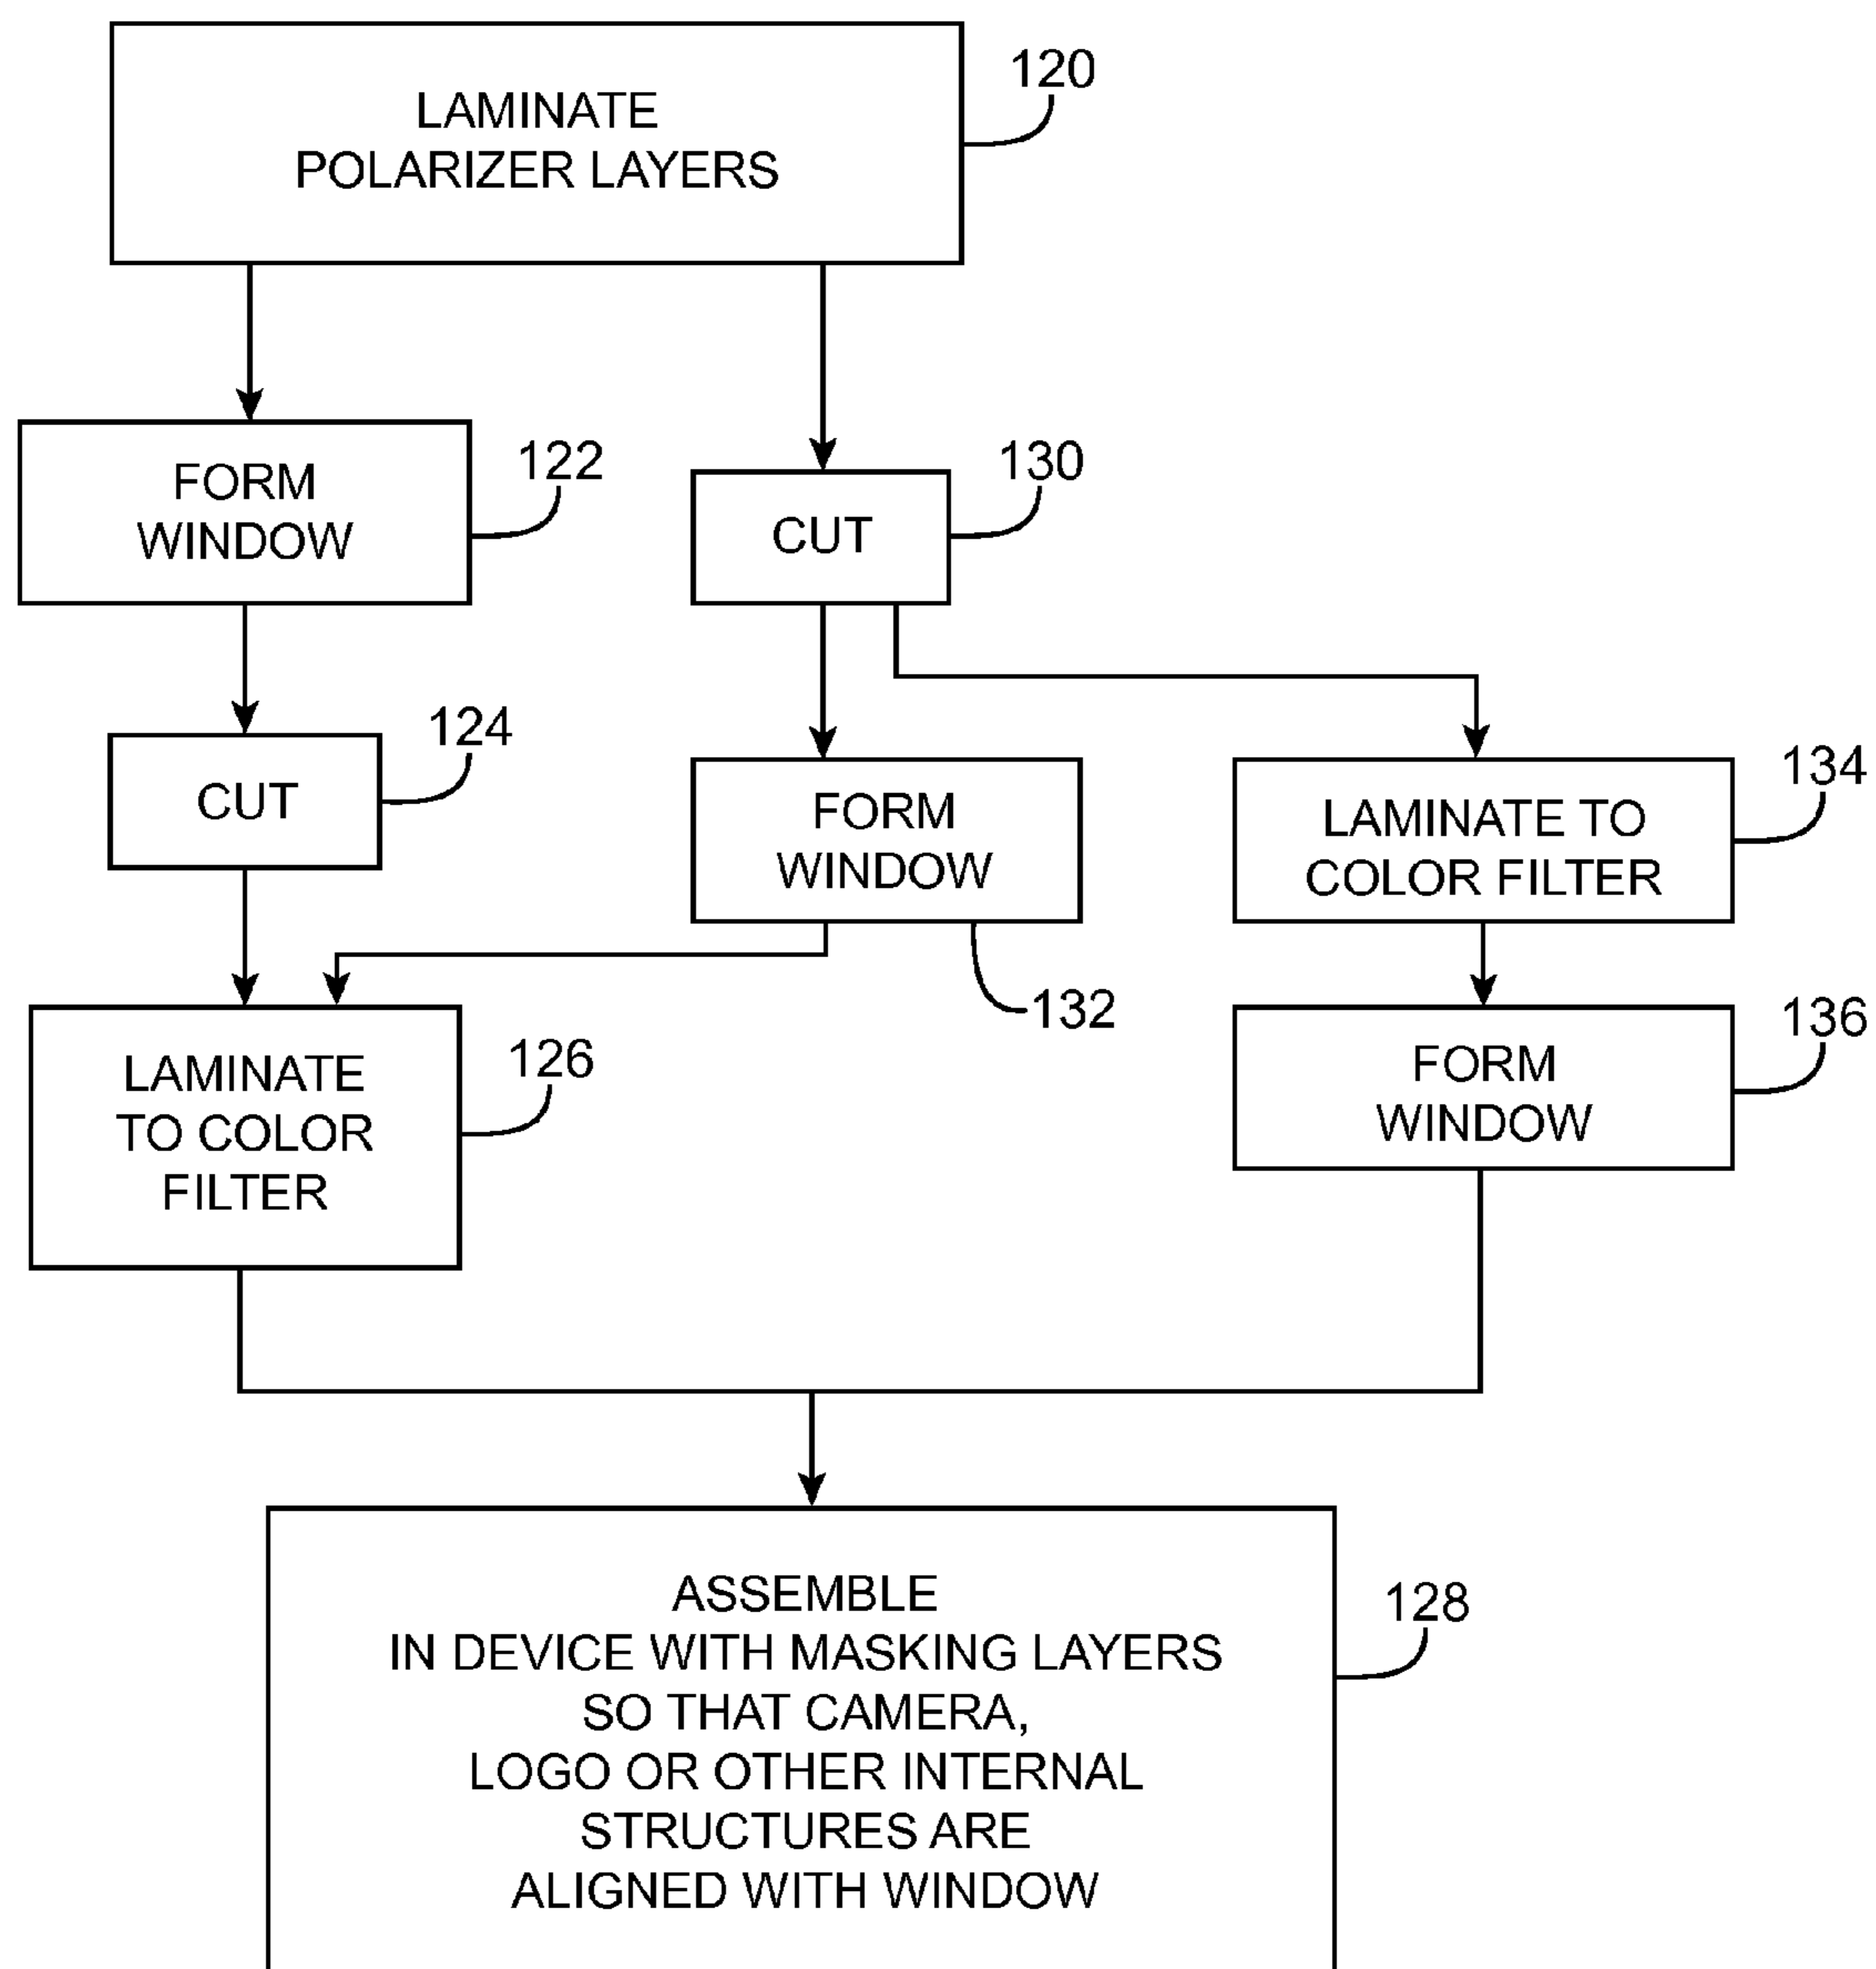 LAMINATE
POLARIZER LAYERS
120
FORM
WINDOW
122
CUT
130
CUT
124
FORM
WINDOW
132
LAMINATE TO
COLOR FILTER
134
LAMINATE
TO COLOR
FILTER
126
FORM
WINDOW
136
ASSEMBLE
IN DEVICE WITH MASKING LAYERS
SO THAT CAMERA,
LOGO OR OTHER INTERNAL
STRUCTURES ARE
ALIGNED WITH WINDOW
128